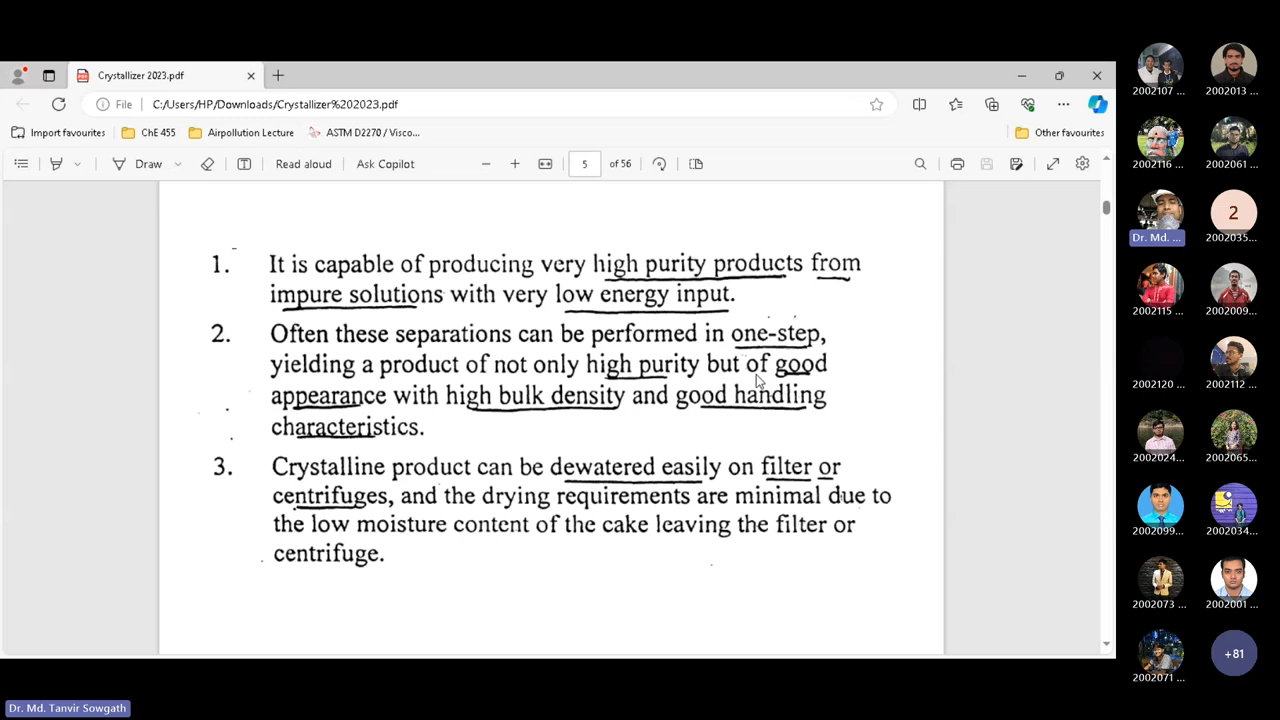 Crystallizer 2023.pdf
File
C:/Users/HP/Downloads/Crystallizer%202023.pdf
Import favourites
ChE 455
Airpollution Lecture
ASTM D2270 / Visco...
Other favourites
Draw
Read aloud
Ask Copilot
5
of 56
1. It is capable of producing very high purity products from
impure solutions with very low energy input.
2. Often these separations can be performed in one-step,
yielding a product of not only high purity but of good
appearance with high bulk density and good handling
characteristics.
3. Crystalline product can be dewatered easily on filter or
centrifuges, and the drying requirements are minimal due to
the low moisture content of the cake leaving the filter or
centrifuge.
2002107 ...
2002013 ...
2002116 ...
2002061 ...
Dr. Md. ...
2
2002035...
2002115 ...
2002009...
2002120 ...
2002112 ...
2002024...
2002065...
2002099...
2002034...
2002073 ...
2002001 ...
2002071 ...
+81
Dr. Md. Tanvir Sowgath